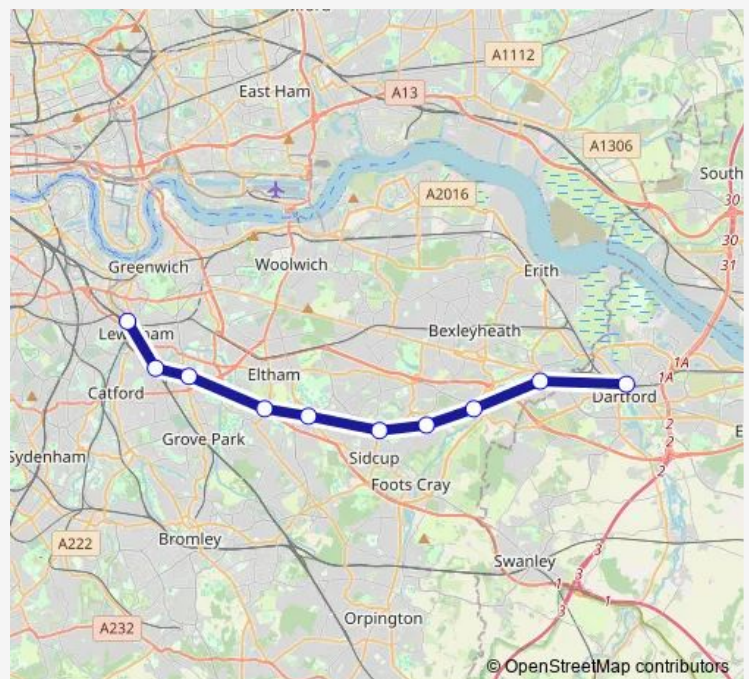 A1112
East Ham
A13
A1306
South
A2016
30
30
31
Greenwich
Woolwich
Erith
Bexleyheath
Eltham
1A
1A
Catford
Dartford
Grove Park
2
2
2
Sydenham
Sidcup
Foots Cray
A222
Bromley
Swanley
3
3
3
1
1
Orpington
A232
© OpenStreetMap contributors